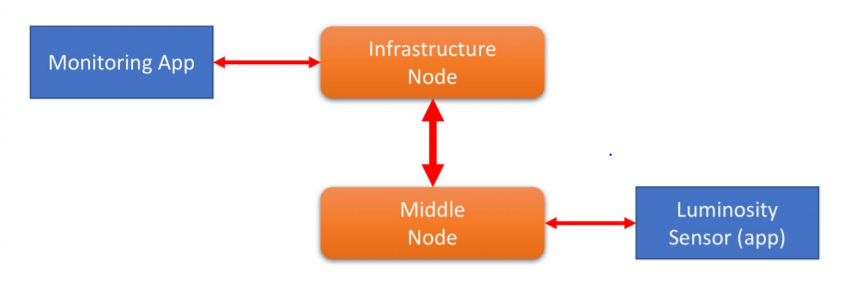 Monitoring App
Infrastructure
Node
Middle
Node
Luminosity
Sensor (app)